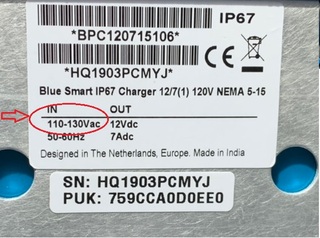 IP67
*BPC120715106*
*HQ1903PCMYJ*
Blue Smart IP67 Charger 12/7(1) 120V NEMA 5-15
IN OUT
110-130Vac 12Vdc
50-60Hz 7Adc
Designed in The Netherlands, Europe. Made in India
SN: HQ1903PCMYJ
PUK: 759CCA0D0EE0